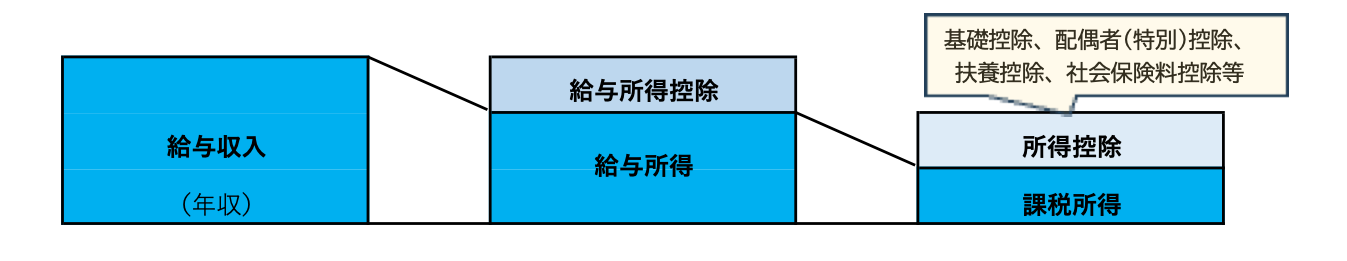 基礎控除、配偶者(特別)控除、
扶養控除、社会保険料控除等
給与収入
（年収）
給与所得控除
給与所得
所得控除
課税所得